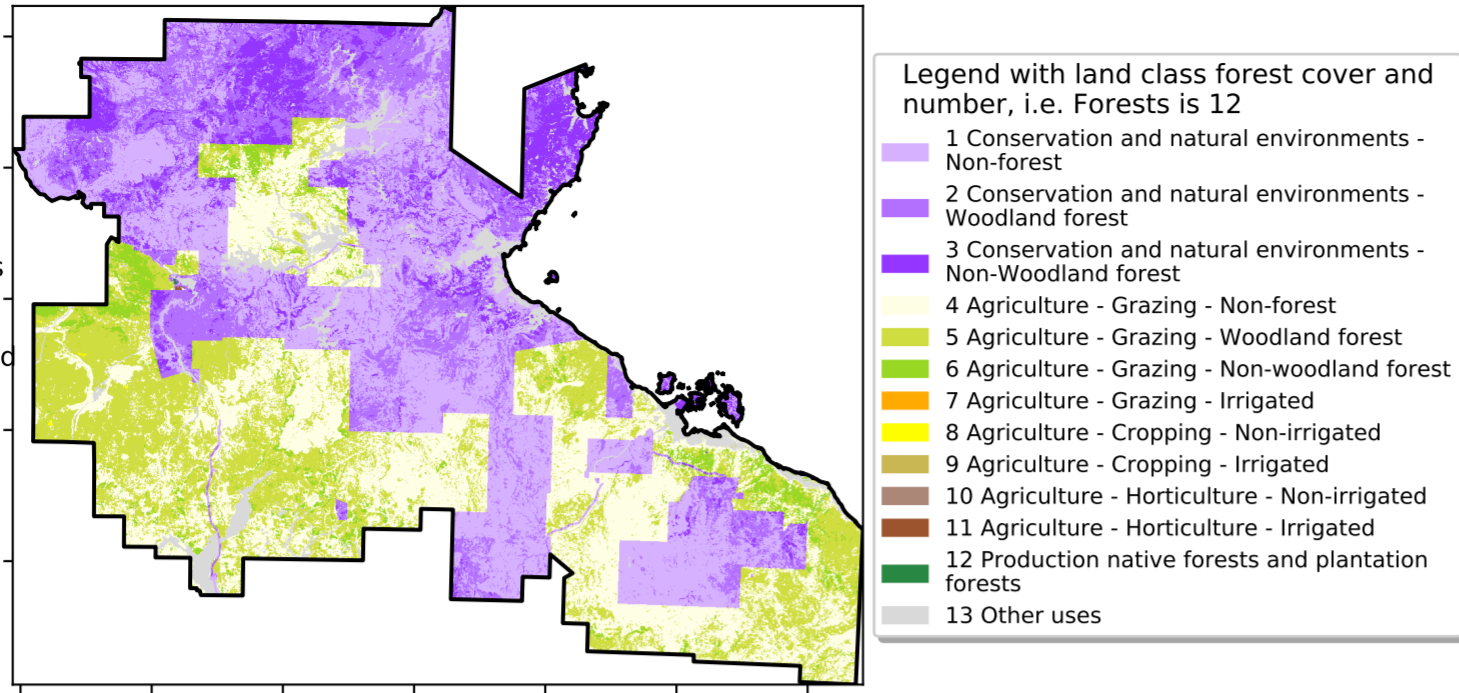 s
d
Legend with land class forest cover and
number, i.e. Forests is 12
1 Conservation and natural environments -
Non-forest
2 Conservation and natural environments -
Woodland forest
3 Conservation and natural environments -
Non-Woodland forest
4 Agriculture - Grazing - Non-forest
5 Agriculture - Grazing - Woodland forest
6 Agriculture - Grazing - Non-woodland forest
7 Agriculture - Grazing - Irrigated
8 Agriculture - Cropping - Non-irrigated
9 Agriculture - Cropping - Irrigated
10 Agriculture - Horticulture - Non-irrigated
11 Agriculture - Horticulture - Irrigated
12 Production native forests and plantation
forests
13 Other uses